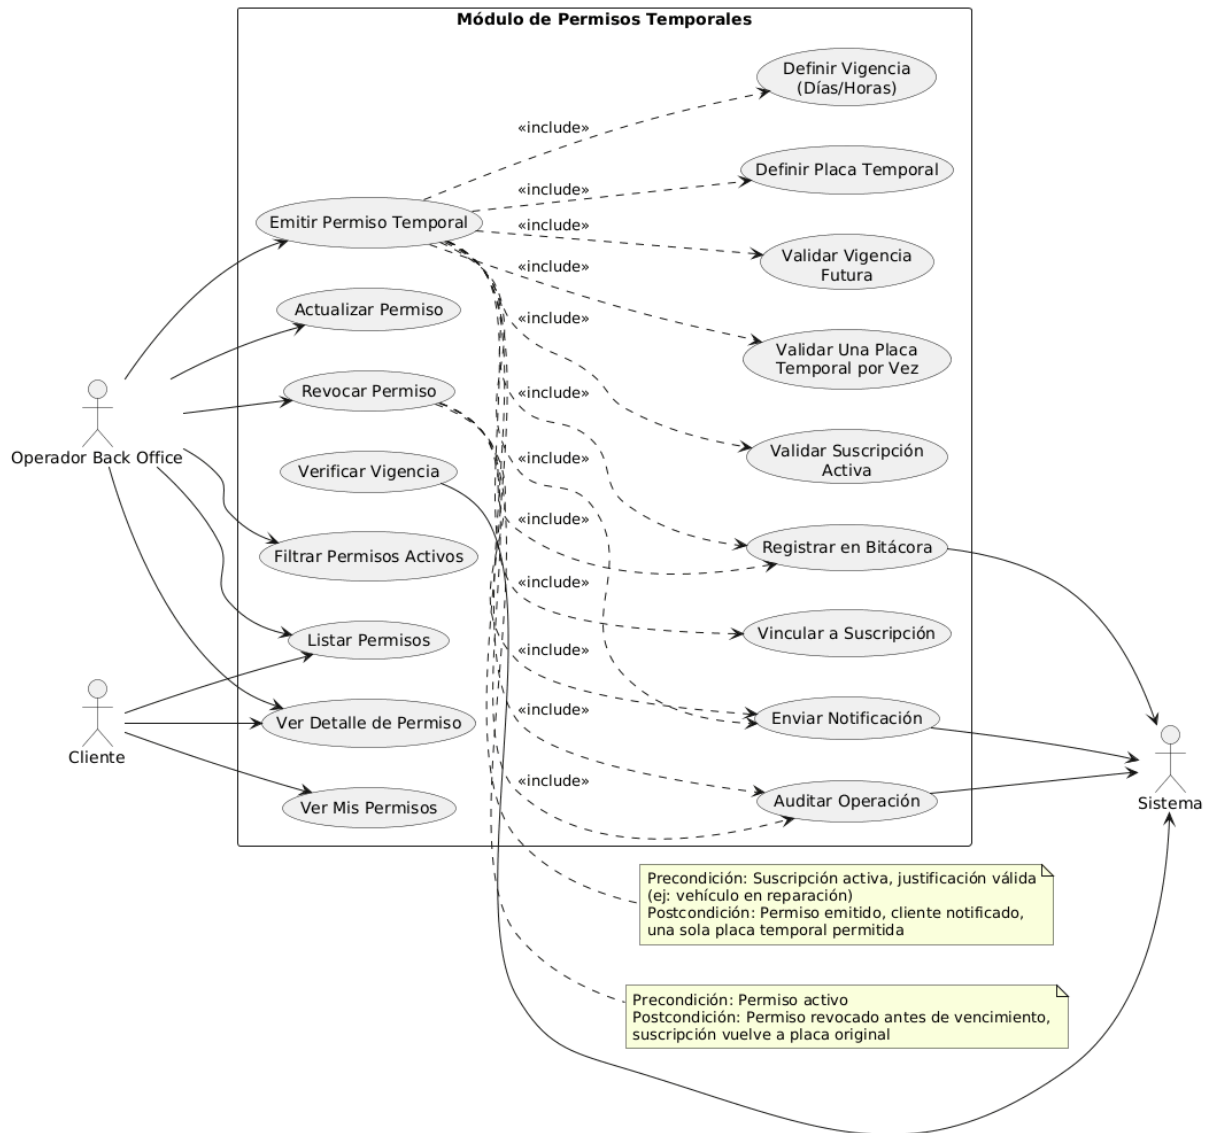 Módulo de Permisos Temporales
Definir Vigencia
(Días/Horas)
«include»
Definir Placa Temporal
«include»
Emitir Permiso Temporal
«include»
Validar Vigencia
Futura
«include»
Actualizar Permiso
«include»
Validar Una Placa
Temporal por Vez
Revocar Permiso
«include»
Operador Back Office
Verificar Vigencia
«include»
Validar Suscripción
Activa
«include»
Filtrar Permisos Activos
Registrar en Bitácora
«include»
Listar Permisos
Vincular a Suscripción
«include»
Ver Detalle de Permiso
«include»
Enviar Notificación
Cliente
«include»
Ver Mis Permisos
Auditar Operación
Sistema
Precondición: Suscripción activa, justificación válida
(ej: vehículo en reparación)
Postcondición: Permiso emitido, cliente notificado,
una sola placa temporal permitida
Precondición: Permiso activo
Postcondición: Permiso revocado antes de vencimiento,
suscripción vuelve a placa original